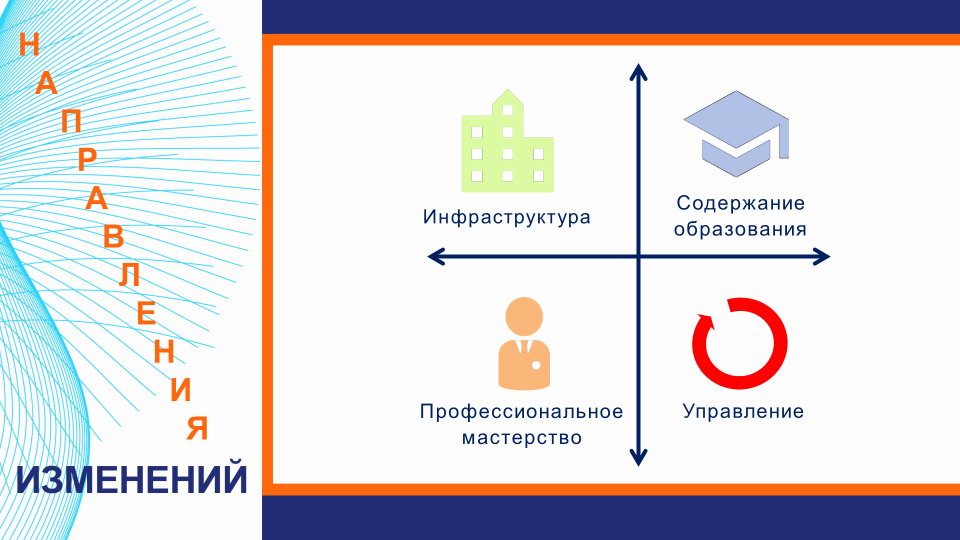 НАПРАВЛЕНИЯ
ИЗМЕНЕНИЙ
Инфраструктура
Содержание
образования
Профессиональное
мастерство
Управление